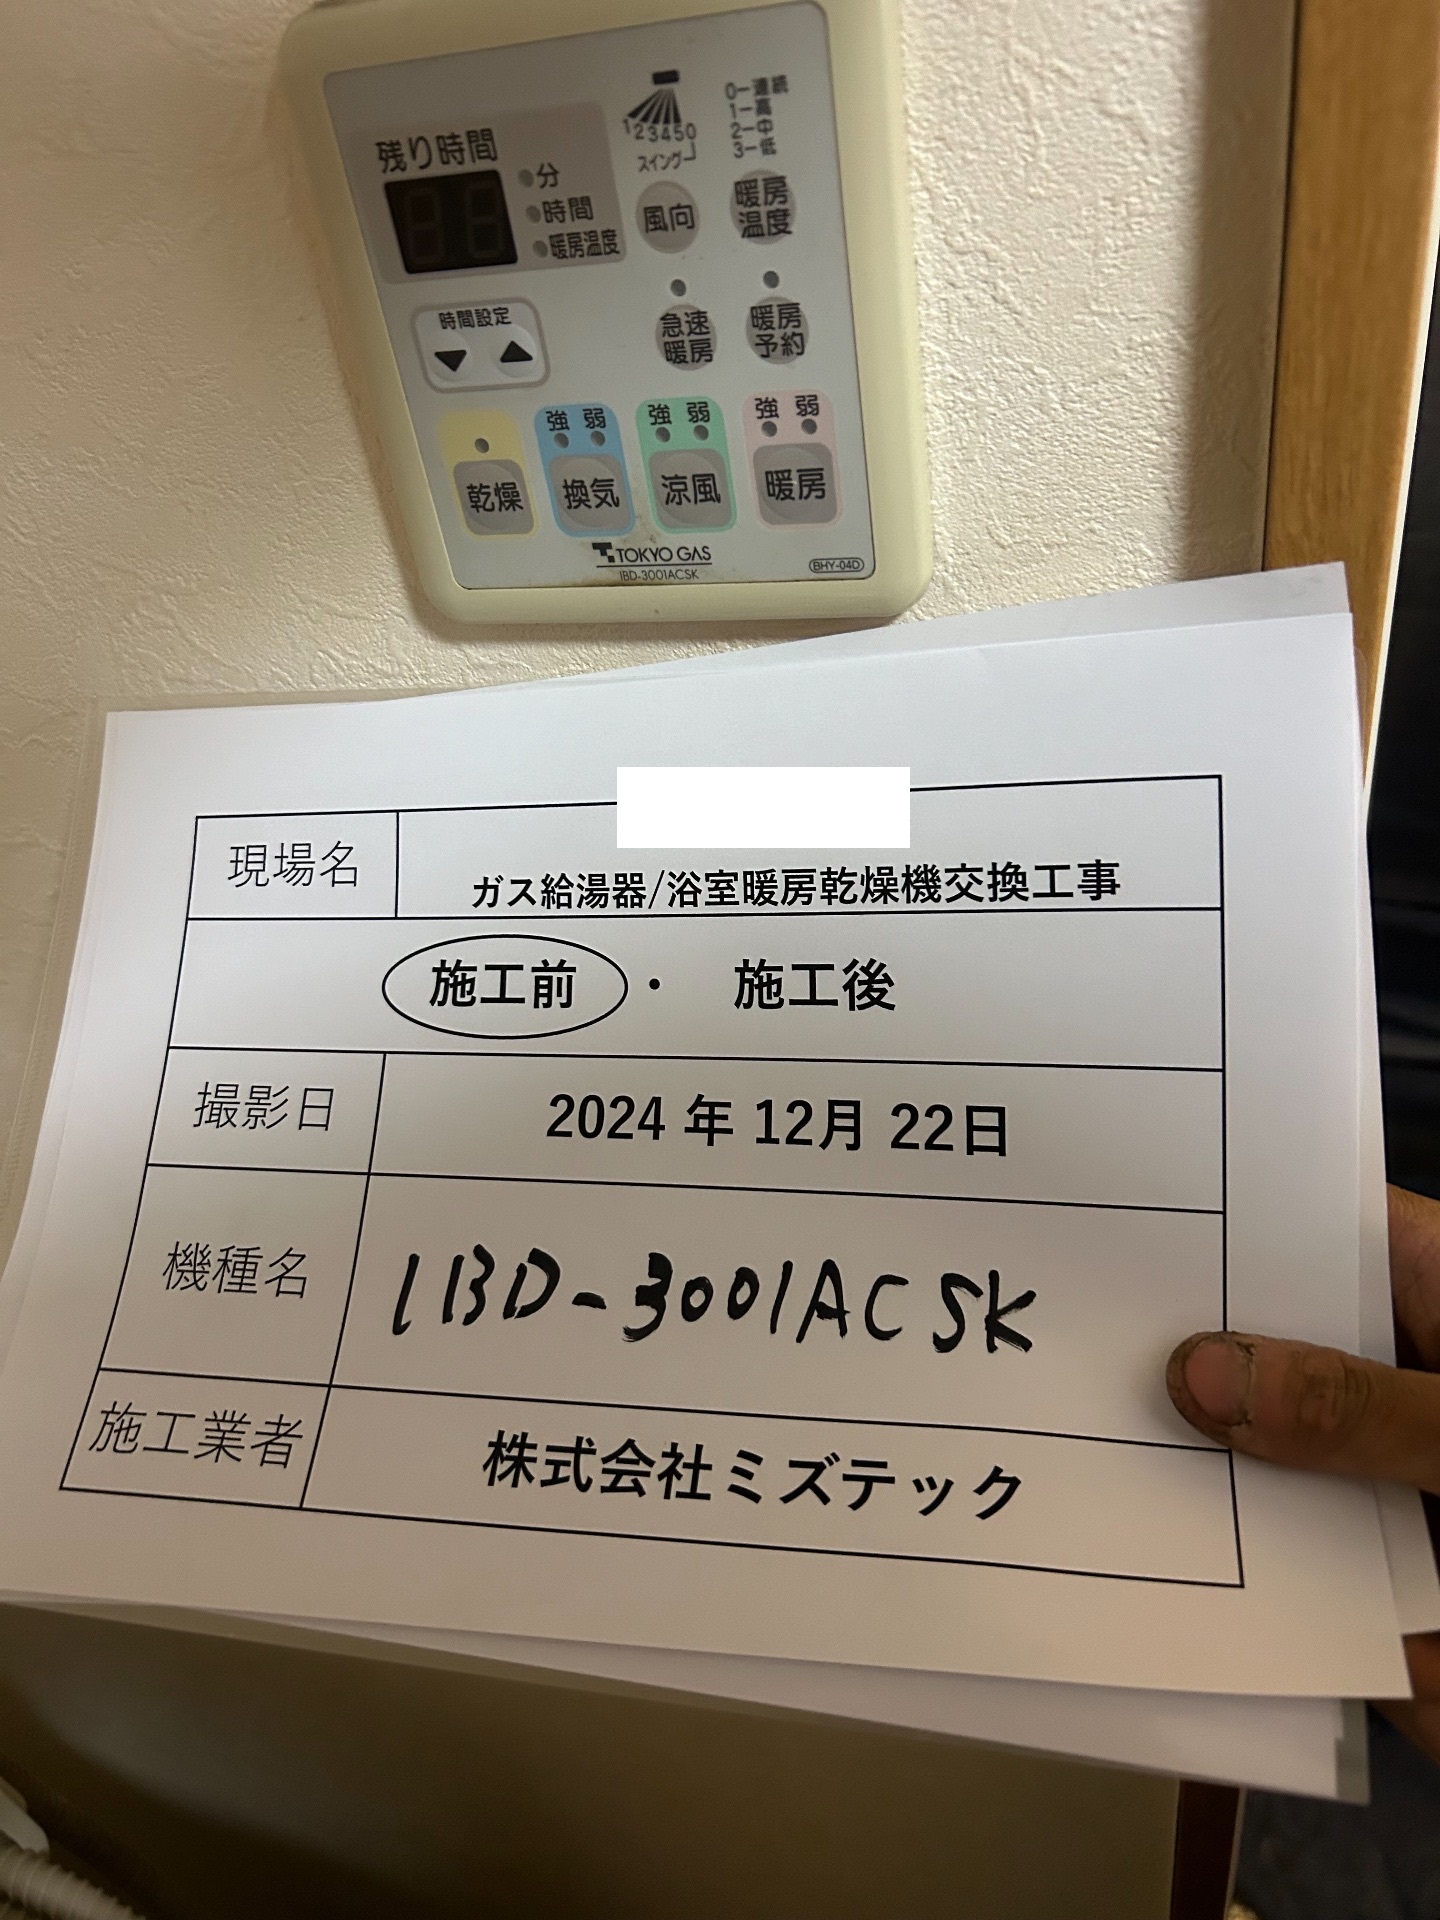 残り時間
分
時間
暖房温度
123450
スイング
風向
0ー連続
1ー高
2ー中
3ー低
暖房
温度
時間設定
▼ ▲
急速
暖房
暖房
予約
乾燥
強 弱
換気
強 弱
涼風
強 弱
暖房
TOKYO GAS
IBD-3001ACSK
BHY-04D
現場名
ガス給湯器/浴室暖房乾燥機交換工事
施工前 ・ 施工後
撮影日 2024 年 12月 22日
機種名 IBD-3001ACSK
施工業者 株式会社ミズテック